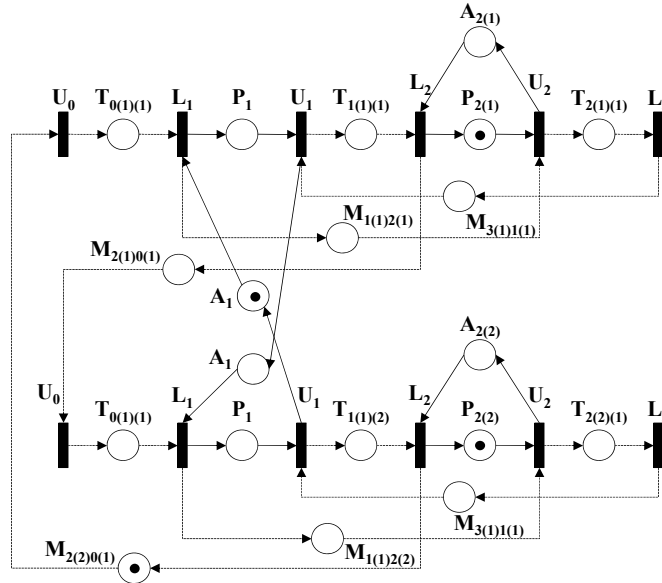 A2(1)
U0 T0(1)(1) L1 P1 U1 T1(1)(1) L2 P2(1) U2 T2(1)(1) L
M1(1)2(1) M3(1)1(1)
M2(1)0(1)
A1
A1 A2(2)
U0 T0(1)(1) L1 P1 U1 T1(1)(2) L2 P2(2) U2 T2(2)(1) L
M3(1)1(1)
M2(2)0(1) M1(1)2(2)